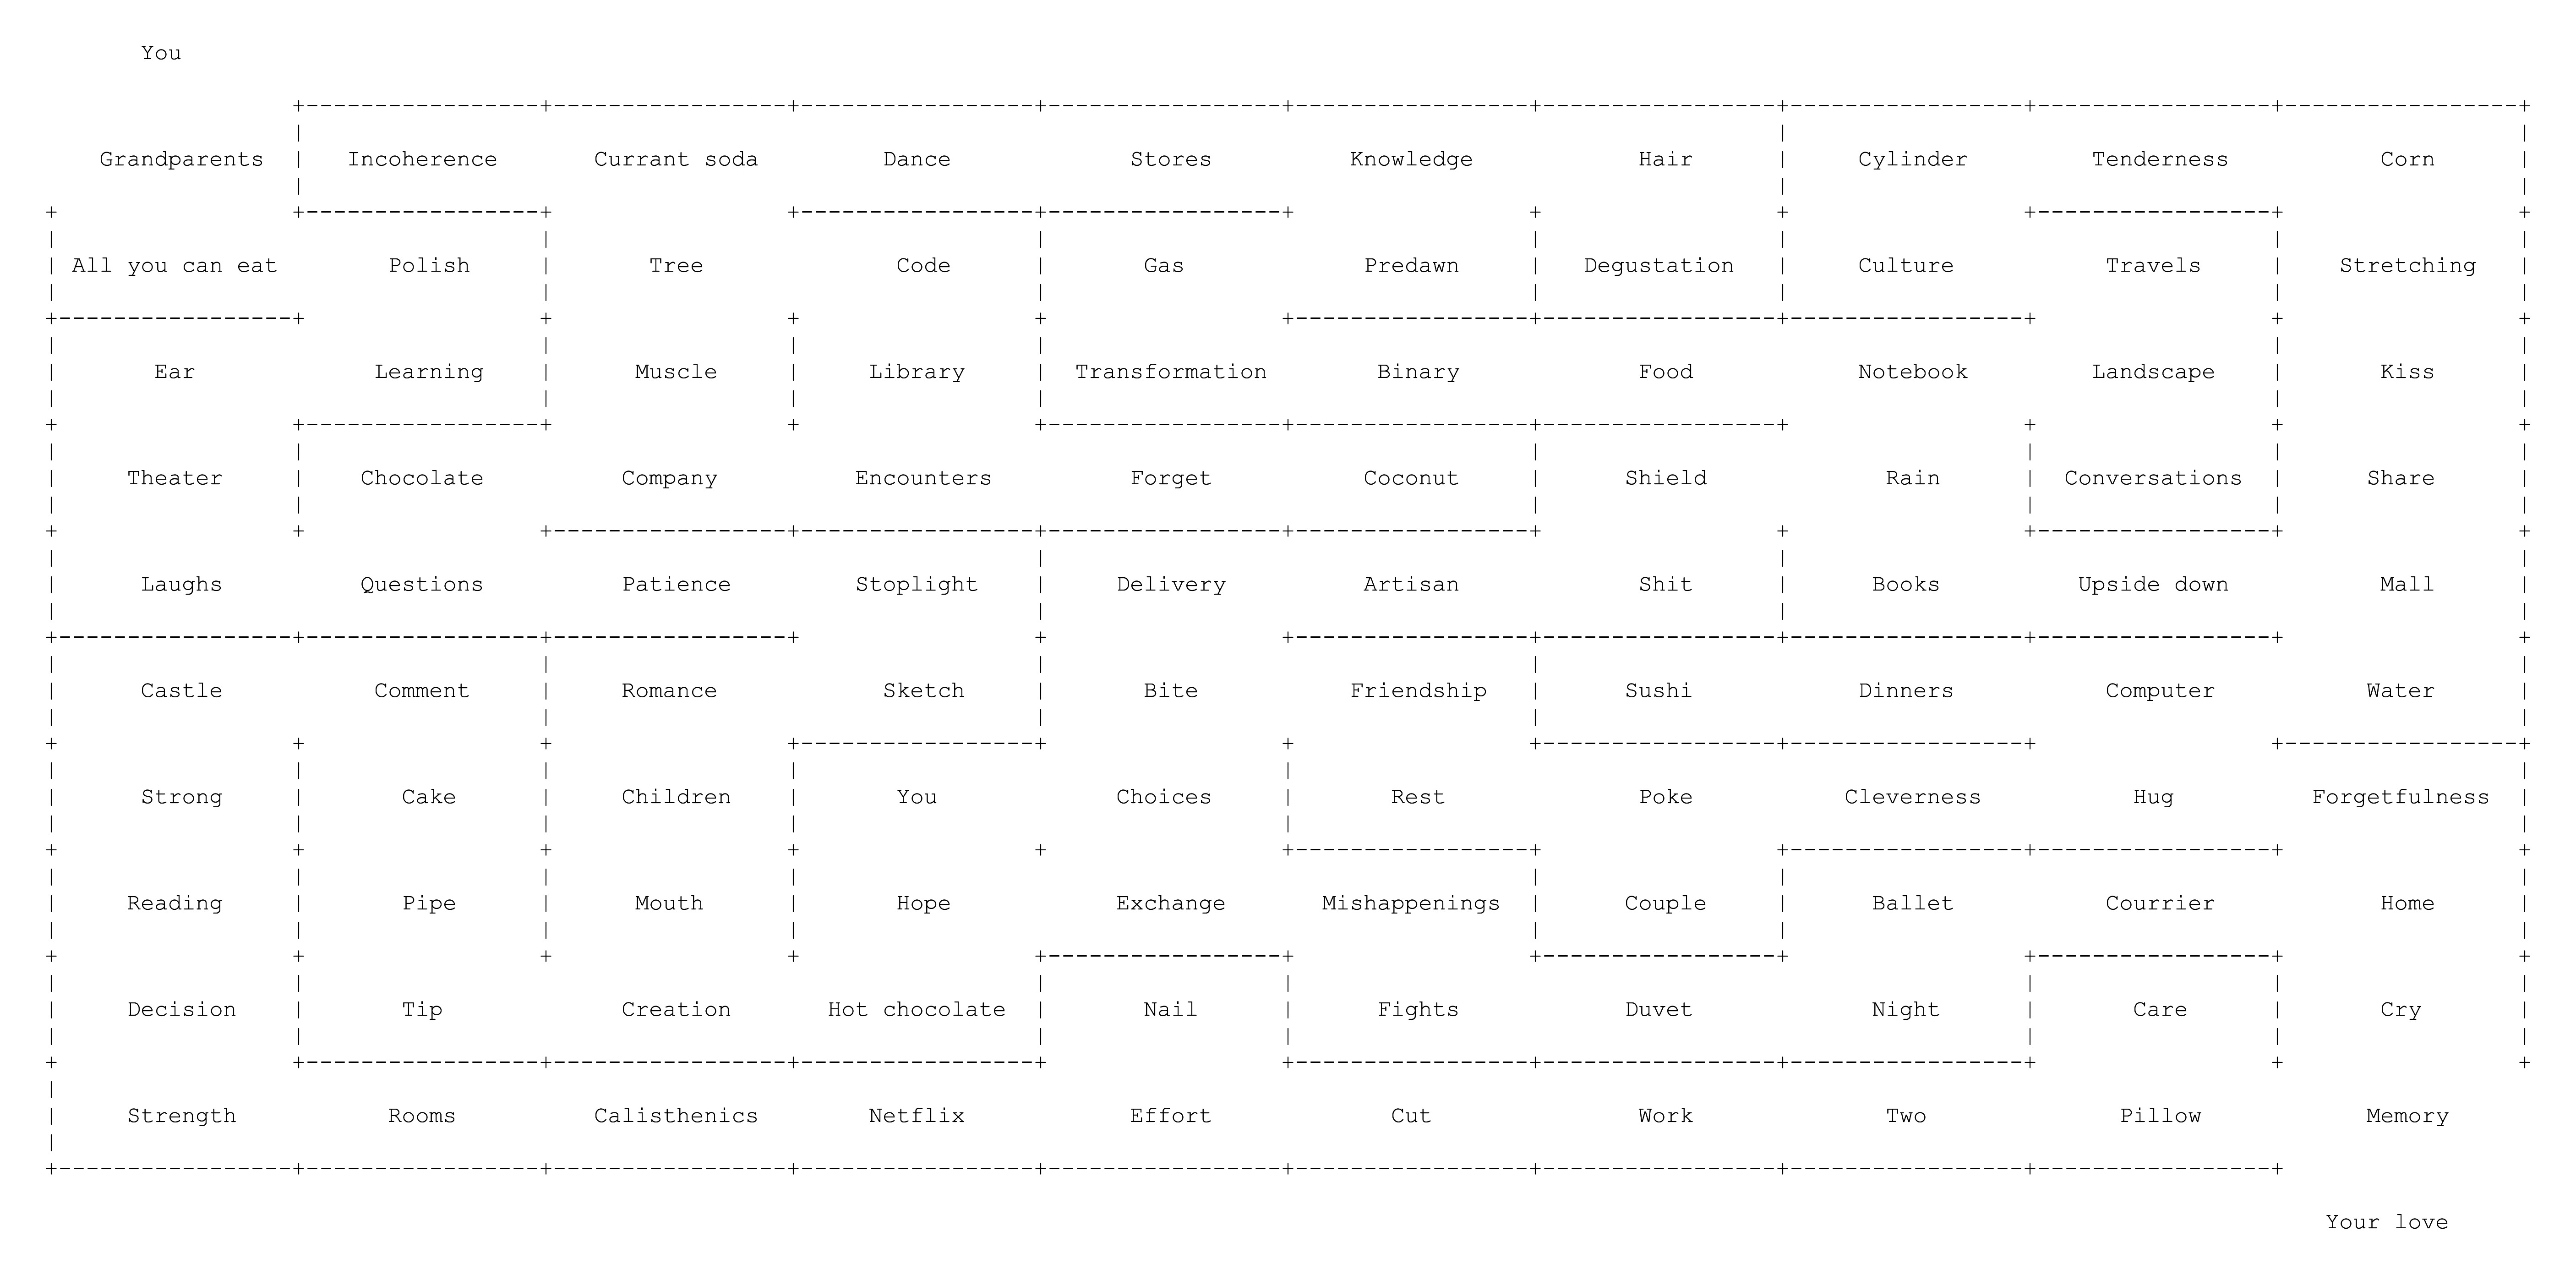 You
Grandparents Incoherence Currant soda Dance Stores Knowledge Hair Cylinder Tenderness Corn
All you can eat Polish Tree Code Gas Predawn Degustation Culture Travels Stretching
Ear Learning Muscle Library Transformation Binary Food Notebook Landscape Kiss
Theater Chocolate Company Encounters Forget Coconut Shield Rain Conversations Share
Laughs Questions Patience Stoplight Delivery Artisan Shit Books Upside down Mall
Castle Comment Romance Sketch Bite Friendship Sushi Dinners Computer Water
Strong Cake Children You Choices Rest Poke Cleverness Hug Forgetfulness
Reading Pipe Mouth Hope Exchange Mishappenings Couple Ballet Courrier Home
Decision Tip Creation Hot chocolate Nail Fights Duvet Night Care Cry
Strength Rooms Calisthenics Netflix Effort Cut Work Two Pillow Memory
Your love